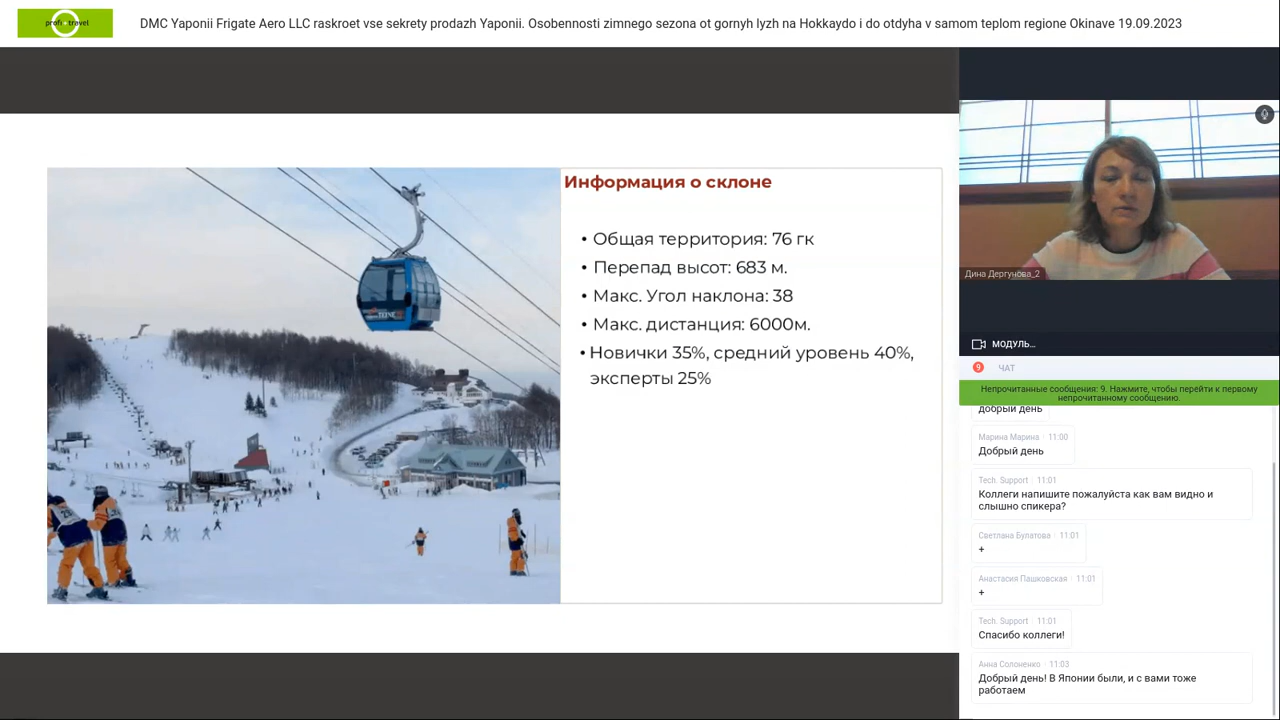 profi travel
DMC Yaponii Frigate Aero LLC raskroet vse sekrety prodazh Yaponii. Osobennosti zimnego sezona ot gornyh lyzh na Hokkaydo i do otdyha v samom teplom regione Okinave 19.09.2023
Информация о склоне
• Общая территория: 76 гк
• Перепад высот: 683 м.
• Макс. Угол наклона: 38
• Макс. дистанция: 6000м.
• Новички 35%, средний уровень 40%,
эксперты 25%
TEINE
Дина Дергунова_2
МОДУЛЬ...
9 ЧАТ
Непрочитанные сообщения: 9. Нажмите, чтобы перейти к первому
непрочитанному сообщению.
добрый день
Марина Марина 11:00
Добрый день
Tech. Support 11:01
Коллеги напишите пожалуйста как вам видно и
слышно спикера?
Светлана Булатова 11:01
+
Анастасия Пашковская 11:01
+
Tech. Support 11:01
Спасибо коллеги!
Анна Солоненко 11:03
Добрый день! В Японии были, и с вами тоже
работаем